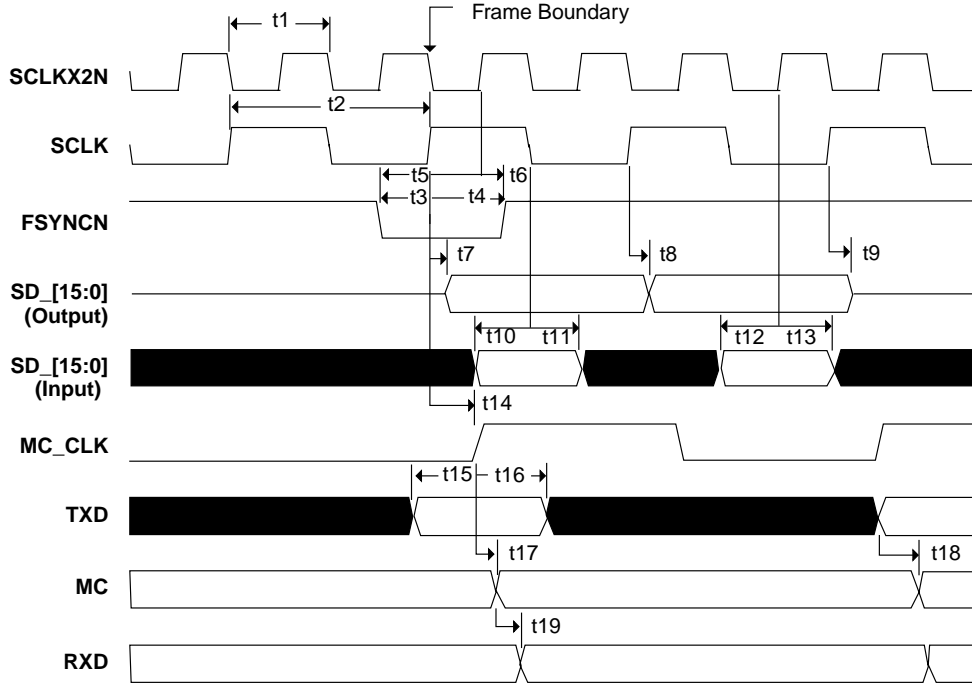 Frame Boundary
t1
SCLKX2N
t2
SCLK
t5 t6
t3 t4
FSYNCN
t7 t8 t9
SD_[15:0]
(Output)
t10 t11 t12 t13
SD_[15:0]
(Input)
t14
MC_CLK
t15 t16
TXD
t17 t18
MC
t19
RXD